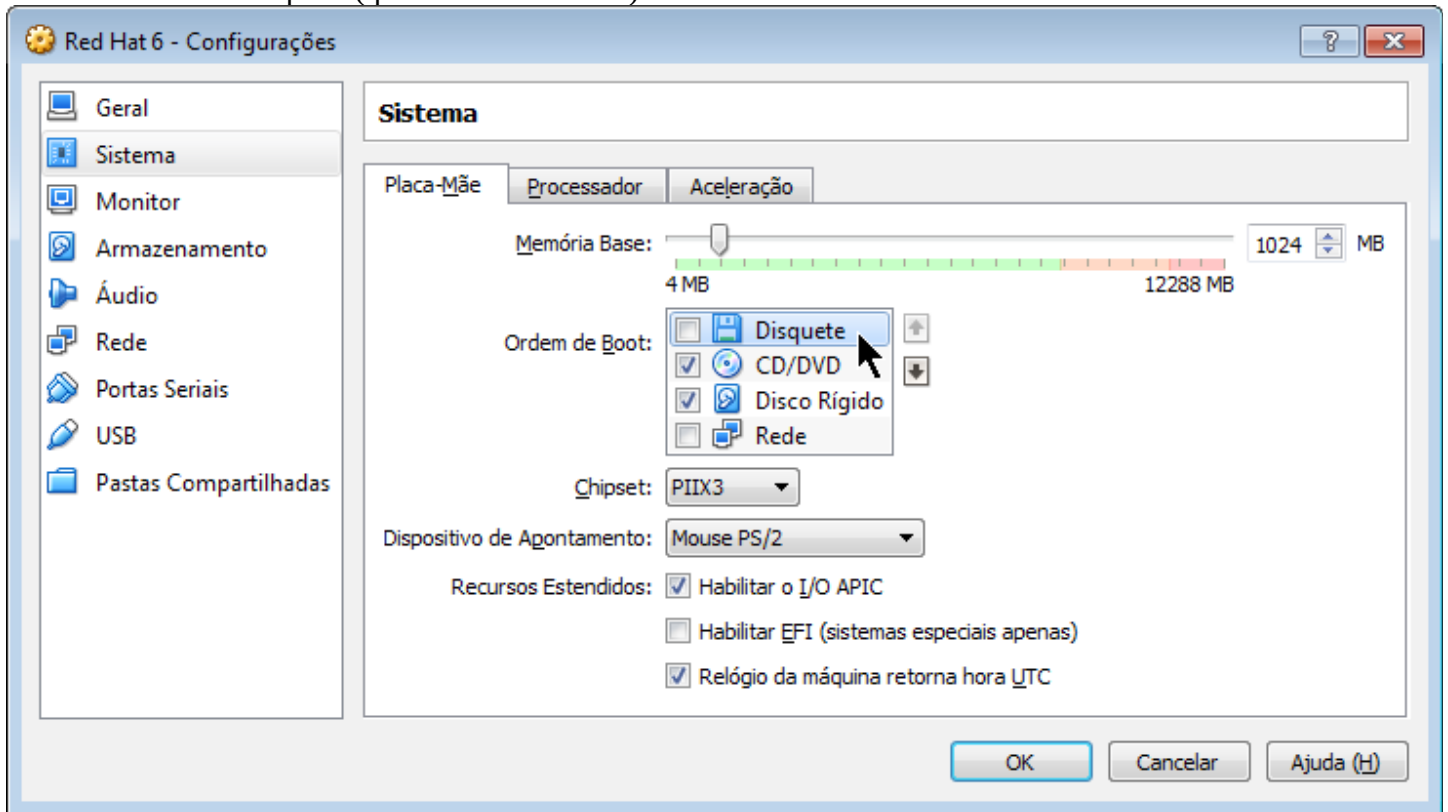 Red Hat 6 - Configurações
Geral
Sistema
Monitor
Armazenamento
Áudio
Rede
Portas Seriais
USB
Pastas Compartilhadas
Sistema
Placa-Mãe Processador Aceleração
Memória Base: 1024 MB
4 MB 12288 MB
Ordem de Boot: Disquete
CD/DVD
Disco Rígido
Rede
Chipset: PIIX3
Dispositivo de Apontamento: Mouse PS/2
Recursos Estendidos: Habilitar o I/O APIC
Habilitar EFI (sistemas especiais apenas)
Relógio da máquina retorna hora UTC
OK Cancelar Ajuda (H)